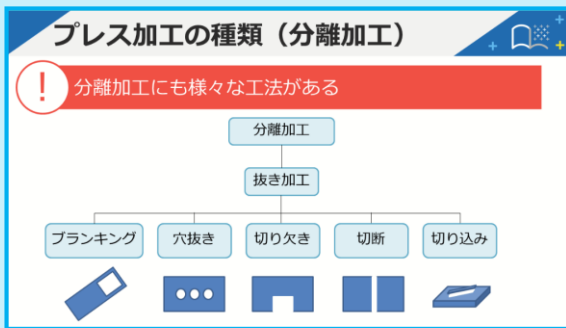 プレス加工の種類（分離加工）
! 分離加工にも様々な工法がある
分離加工
抜き加工
ブランキング
穴抜き
切り欠き
切断
切り込み